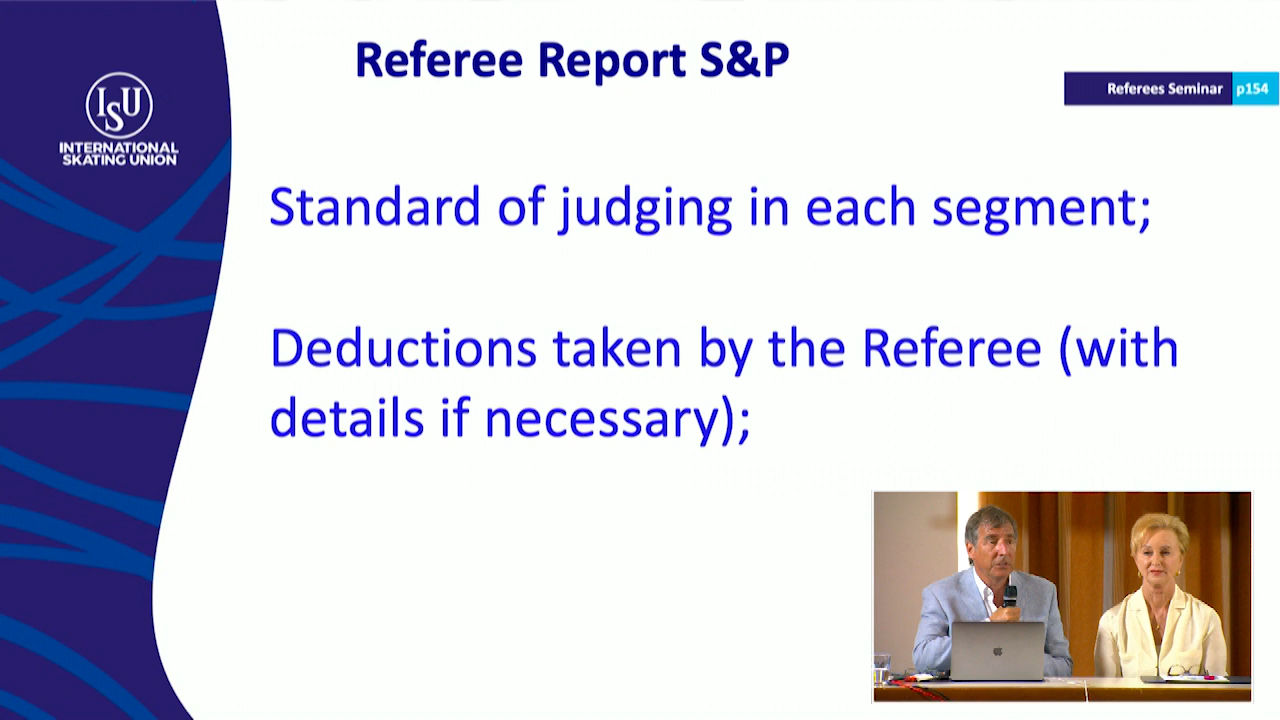 Referee Report S&P
Referees Seminar p154
ISU
INTERNATIONAL
SKATING UNION
Standard of judging in each segment;
Deductions taken by the Referee (with
details if necessary);